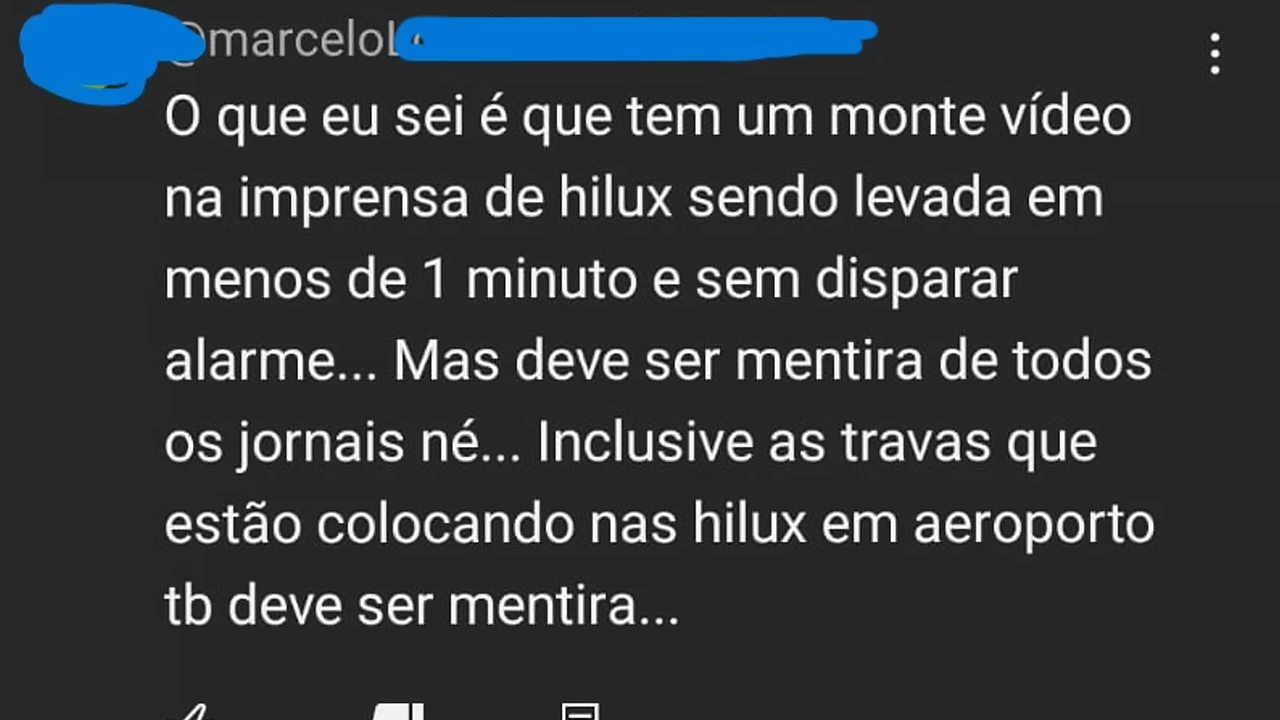 @marcelo
O que eu sei é que tem um monte vídeo
na imprensa de hilux sendo levada em
menos de 1 minuto e sem disparar
alarme... Mas deve ser mentira de todos
os jornais né... Inclusive as travas que
estão colocando nas hilux em aeroporto
tb deve ser mentira...